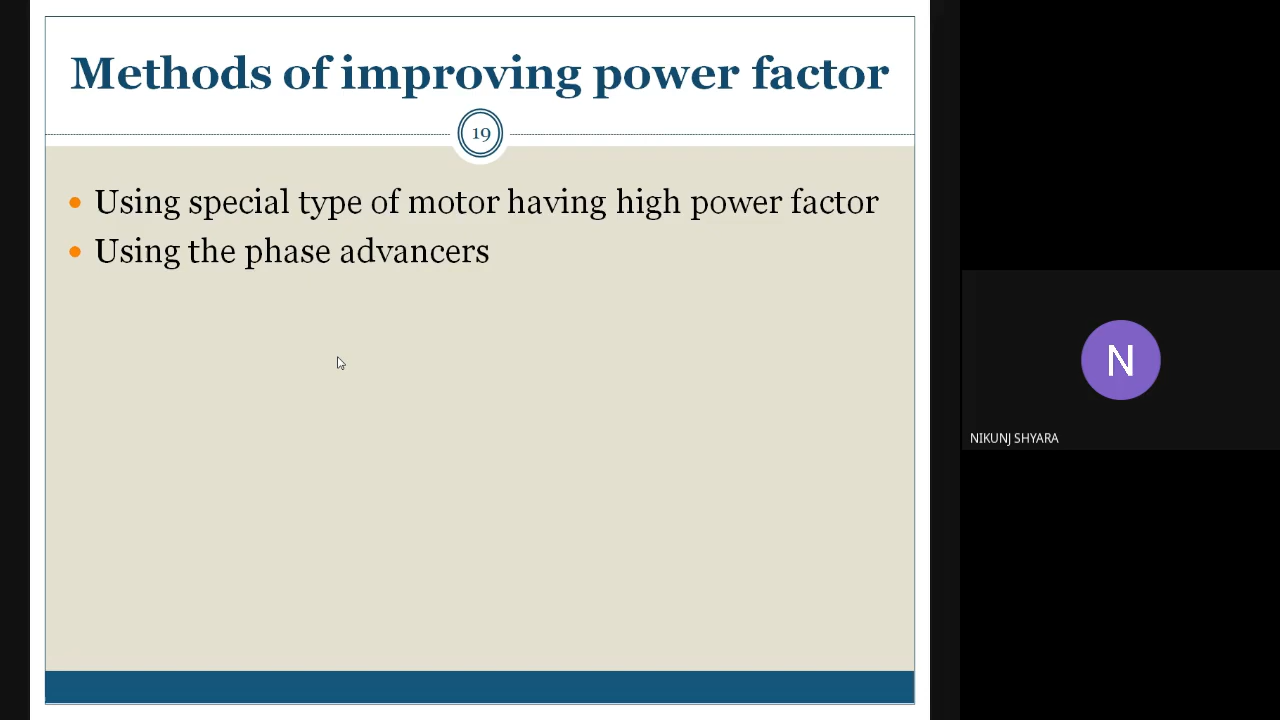 Methods of improving power factor
19
Using special type of motor having high power factor
Using the phase advancers
N
NIKUNJ SHYARA